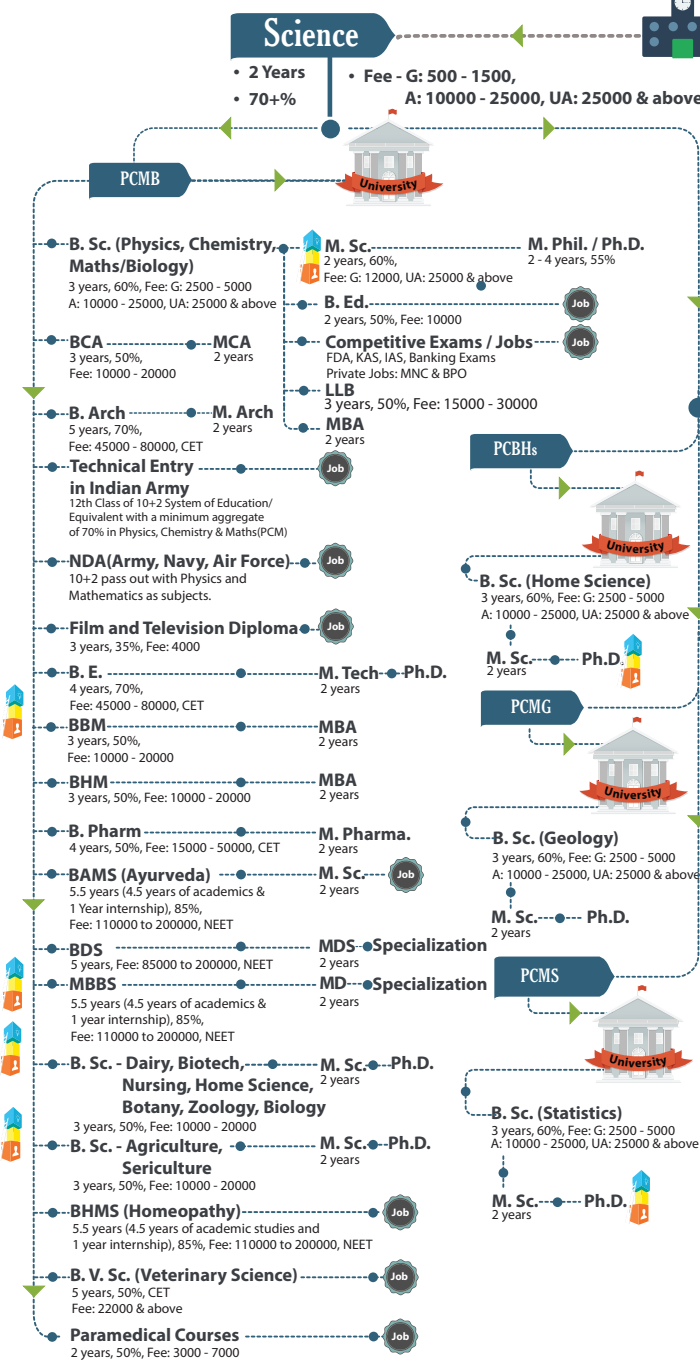 Science
• 2 Years
• 70+%
• Fee - G: 500 - 1500,
A: 10000 - 25000, UA: 25000 & above
PCMB
University
B. Sc. (Physics, Chemistry,
Maths/Biology)
3 years, 60%, Fee: G: 2500 - 5000
A: 10000 - 25000, UA: 25000 & above
M. Sc.
2 years, 60%,
Fee: G: 12000, UA: 25000 & above
M. Phil. / Ph.D.
2 - 4 years, 55%
B. Ed.
2 years, 50%, Fee: 10000
Job
Competitive Exams / Jobs
FDA, KAS, IAS, Banking Exams
Private Jobs: MNC & BPO
Job
LLB
3 years, 50%, Fee: 15000 - 30000
MBA
2 years
BCA
3 years, 50%,
Fee: 10000 - 20000
MCA
2 years
B. Arch
5 years, 70%,
Fee: 45000 - 80000, CET
M. Arch
2 years
Technical Entry
in Indian Army
12th Class of 10+2 System of Education/
Equivalent with a minimum aggregate
of 70% in Physics, Chemistry & Maths(PCM)
Job
NDA(Army, Navy, Air Force)
10+2 pass out with Physics and
Mathematics as subjects.
Job
Film and Television Diploma
3 years, 35%, Fee: 4000
Job
B. E.
4 years, 70%,
Fee: 45000 - 80000, CET
M. Tech
2 years
Ph.D.
BBM
3 years, 50%,
Fee: 10000 - 20000
MBA
2 years
BHM
3 years, 50%, Fee: 10000 - 20000
MBA
2 years
B. Pharm
4 years, 50%, Fee: 15000 - 50000, CET
M. Pharma.
2 years
BAMS (Ayurveda)
5.5 years (4.5 years of academics &
1 Year internship), 85%,
Fee: 110000 to 200000, NEET
M. Sc.
2 years
Job
BDS
5 years, Fee: 85000 to 200000, NEET
MDS
2 years
Specialization
MBBS
5.5 years (4.5 years of academics &
1 year internship), 85%,
Fee: 110000 to 200000, NEET
MD
2 years
Specialization
B. Sc. - Dairy, Biotech,
Nursing, Home Science,
Botany, Zoology, Biology
3 years, 50%, Fee: 10000 - 20000
M. Sc.
2 years
Ph.D.
B. Sc. - Agriculture,
Sericulture
3 years, 50%, Fee: 10000 - 20000
M. Sc.
2 years
Ph.D.
BHMS (Homeopathy)
5.5 years (4.5 years of academic studies and
1 year internship), 85%, Fee: 110000 to 200000, NEET
Job
B. V. Sc. (Veterinary Science)
5 years, 50%, CET
Fee: 22000 & above
Job
Paramedical Courses
2 years, 50%, Fee: 3000 - 7000
Job
PCBHs
University
B. Sc. (Home Science)
3 years, 60%, Fee: G: 2500 - 5000
A: 10000 - 25000, UA: 25000 & above
M. Sc.
2 years
Ph.D.
PCMG
University
B. Sc. (Geology)
3 years, 60%, Fee: G: 2500 - 5000
A: 10000 - 25000, UA: 25000 & above
M. Sc.
2 years
Ph.D.
PCMS
University
B. Sc. (Statistics)
3 years, 60%, Fee: G: 2500 - 5000
A: 10000 - 25000, UA: 25000 & above
M. Sc.
2 years
Ph.D.